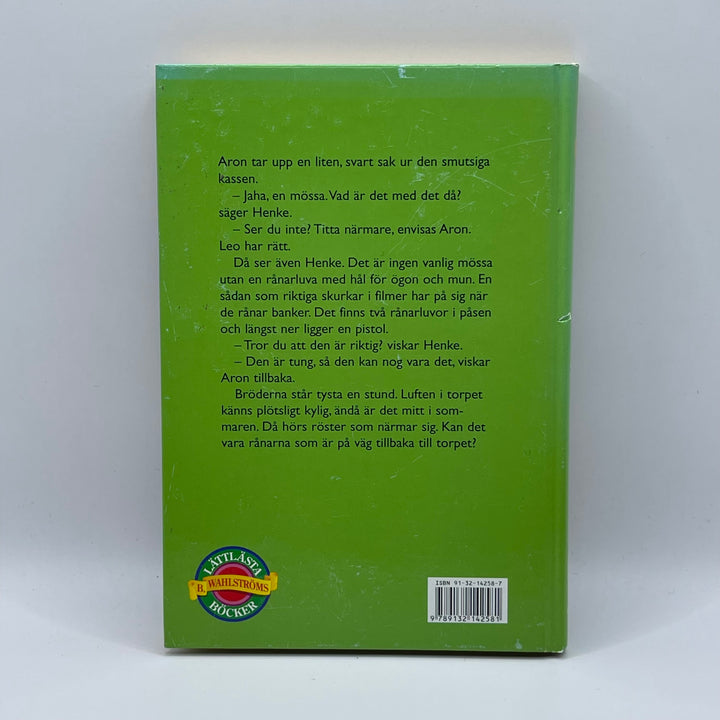 Aron tar upp en liten, svart sak ur den smutsiga
kassen.
– Jaha, en mössa. Vad är det med det då?
säger Henke.
– Ser du inte? Titta närmare, envisas Aron.
Leo har rätt.
Då ser även Henke. Det är ingen vanlig mössa
utan en rånarluva med hål för ögon och mun. En
sådan som riktiga skurkar i filmer har på sig när
de rånar banker. Det finns två rånarluvor i påsen
och längst ner ligger en pistol.
– Tror du att den är riktig? viskar Henke.
– Den är tung, så den kan nog vara det, viskar
Aron tillbaka.
Bröderna står tysta en stund. Luften i torpet
känns plötsligt kylig, ändå är det mitt i som-
maren. Då hörs röster som närmar sig. Kan det
vara rånarna som är på väg tillbaka till torpet?
LÄTTLÄSTA
B. WAHLSTRÖMS
BÖCKER
ISBN 91-32-14258-7
9 789132 142581